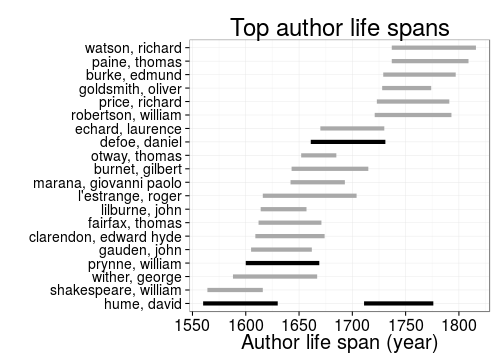 Top author life spans
watson, richard
paine, thomas
burke, edmund
goldsmith, oliver
price, richard
robertson, william
echard, laurence
defoe, daniel
otway, thomas
burnet, gilbert
marana, giovanni paolo
l'estrange, roger
lilburne, john
fairfax, thomas
clarendon, edward hyde
gauden, john
prynne, william
wither, george
shakespeare, william
hume, david
1550 1600 1650 1700 1750 1800
Author life span (year)